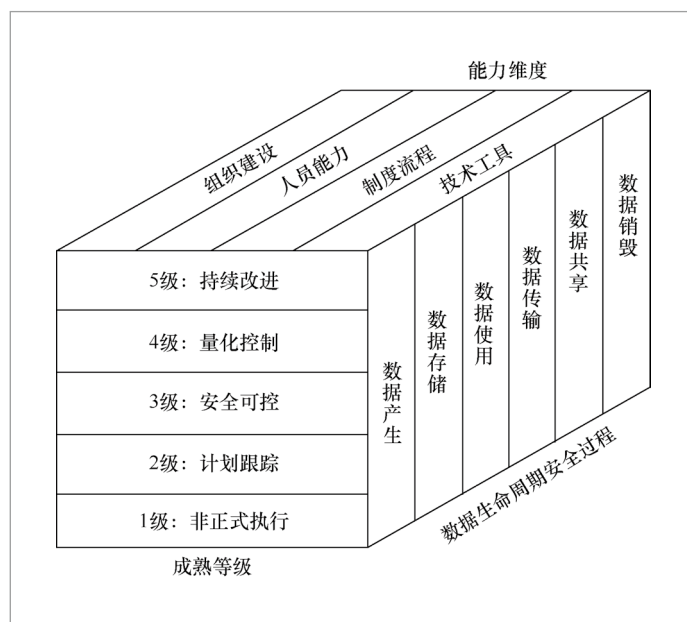 能力维度
组织建设
人员能力
制度流程
技术工具
5级：持续改进
4级：量化控制
3级：安全可控
2级：计划跟踪
1级：非正式执行
成熟等级
数据产生
数据存储
数据使用
数据传输
数据共享
数据销毁
数据生命周期安全过程